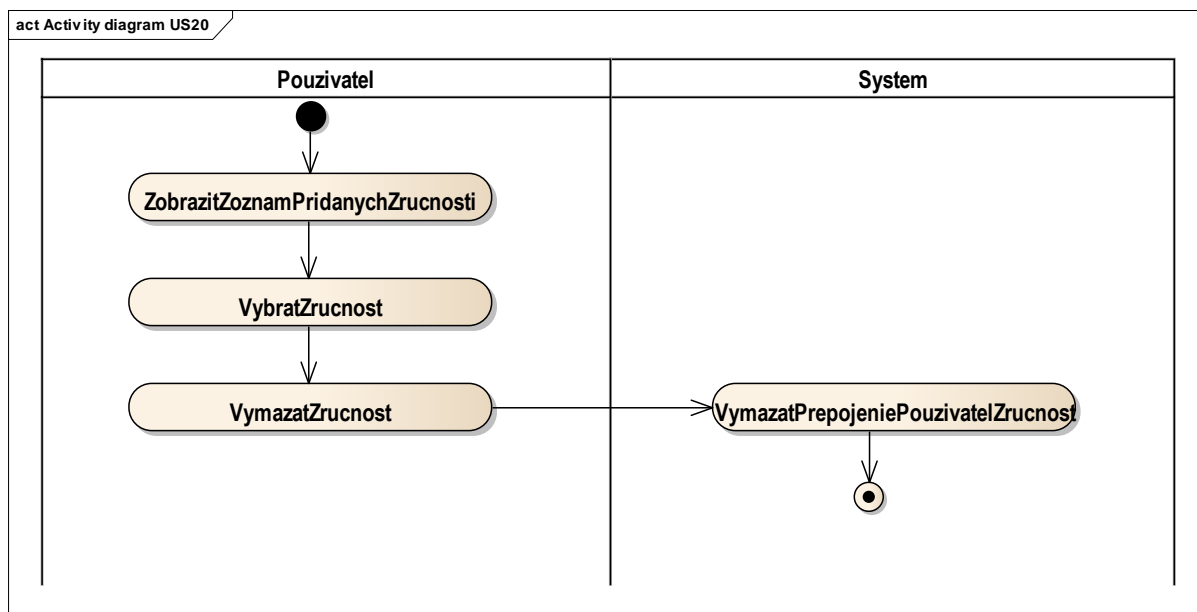 act Activity diagram US20
Pouzivatel
System
ZobrazitZoznamPridanychZrucnosti
VybratZrucnost
VymazatZrucnost
VymazatPrepojeniePouzivatelZrucnost